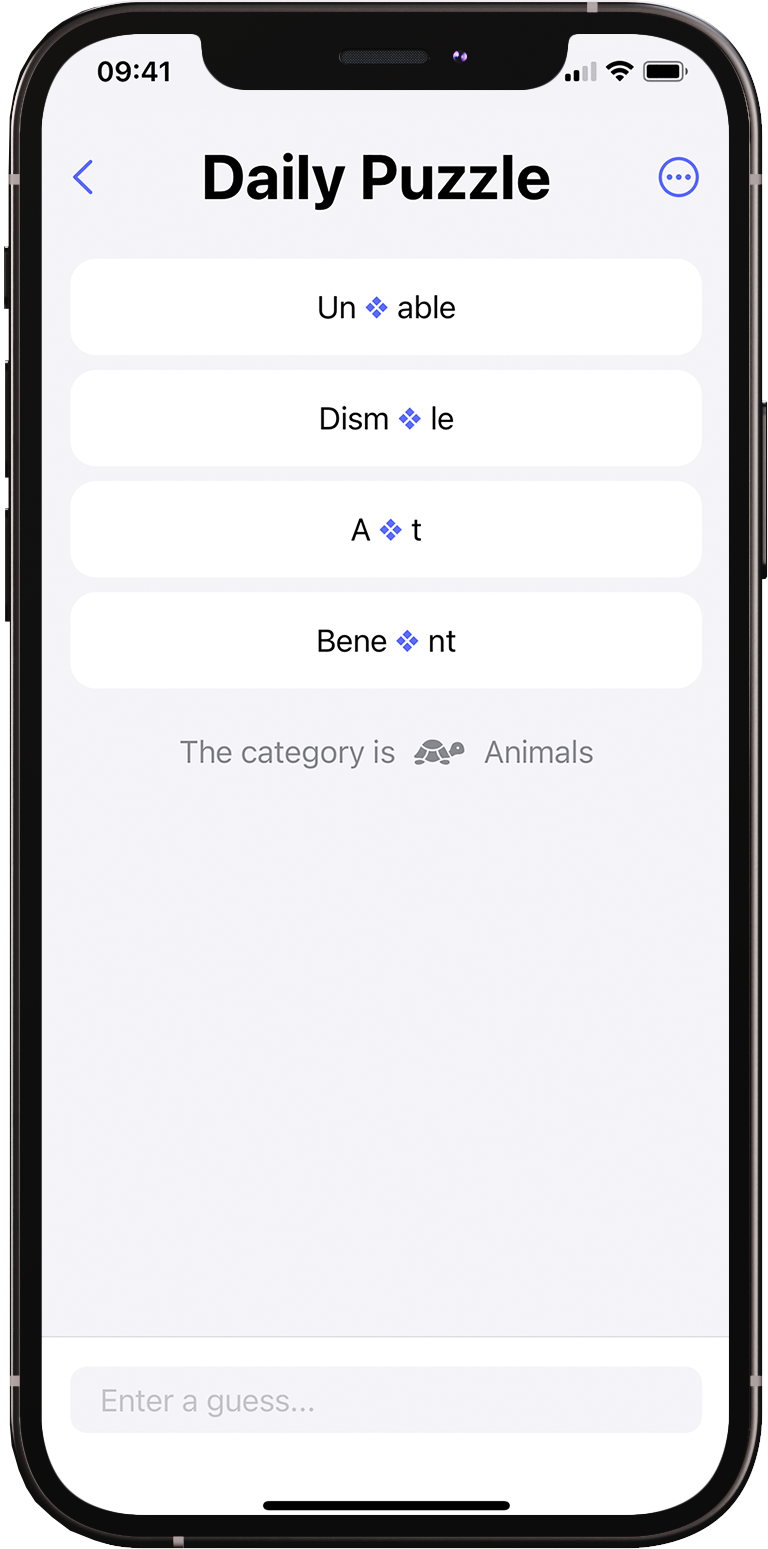 09:41
Daily Puzzle
Un ❖ able
Dism ❖ le
A ❖ t
Bene ❖ nt
The category is Animals
Enter a guess...